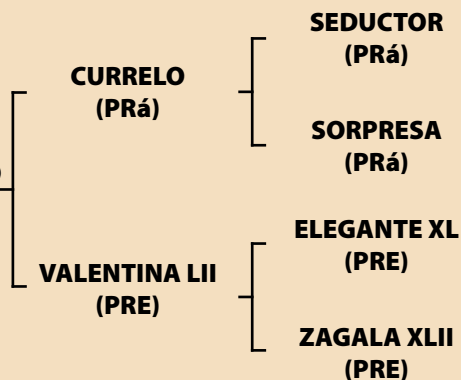 SEDUCTOR
(PRá)
CURRELO
(PRá)
SORPRESA
(PRá)
ELEGANTE XL
(PRE)
VALENTINA LII
(PRE)
ZAGALA XLII
(PRE)